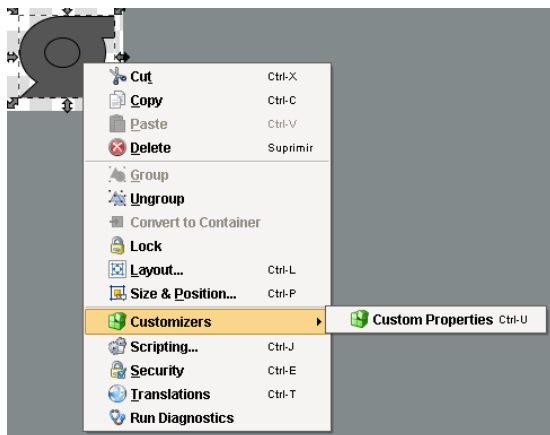 Cut Ctrl-X
Copy Ctrl-C
Paste Ctrl-V
Delete Suprimir
Group
Ungroup
Convert to Container
Lock
Layout... Ctrl-L
Size & Position... Ctrl-P
Customizers
Custom Properties Ctrl-U
Scripting... Ctrl-J
Security Ctrl-E
Translations Ctrl-T
Run Diagnostics